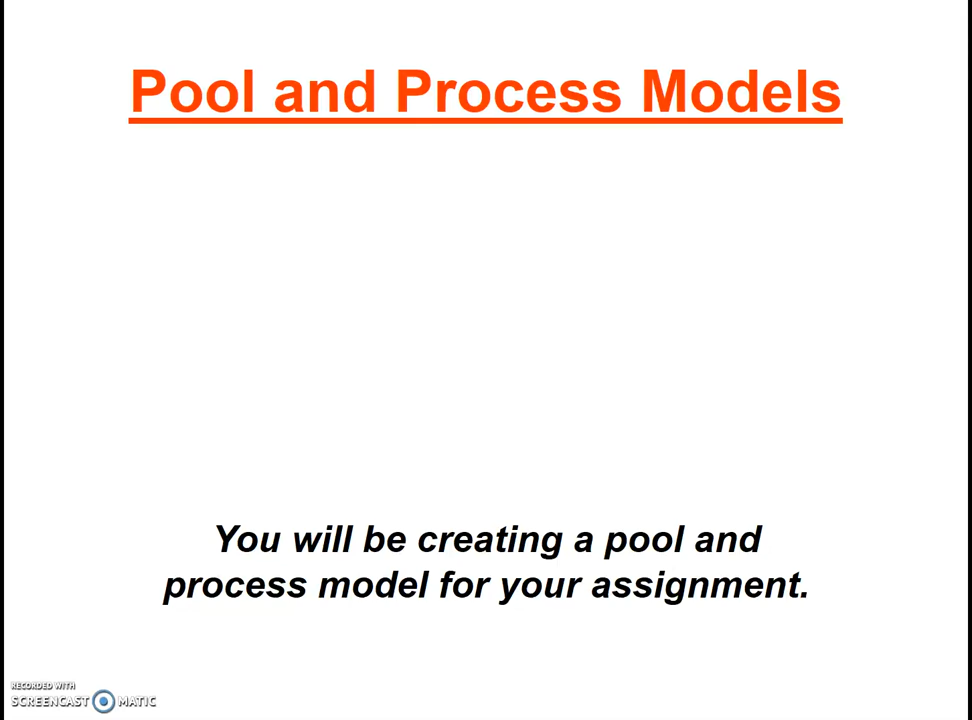 Pool and Process Models
You will be creating a pool and
process model for your assignment.
RECORDED WITH
SCREENCAST MATIC